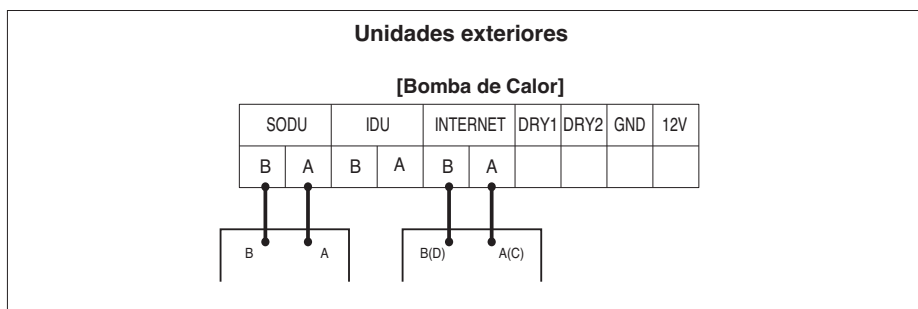 Unidades exteriores
[Bomba de Calor]
SODU IDU INTERNET DRY1 DRY2 GND 12V
B A B A B A
B A B(D) A(C)